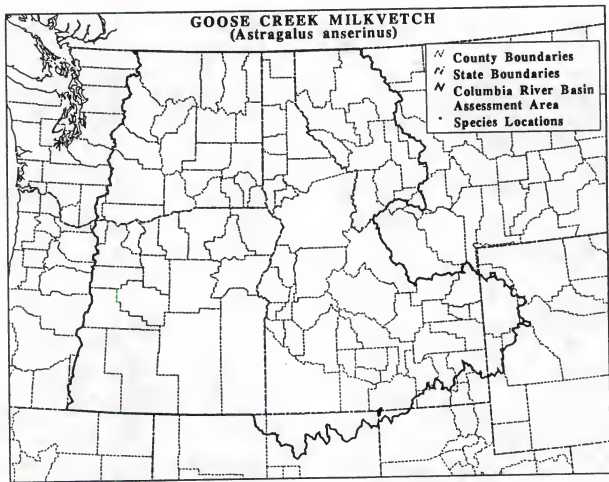 GOOSE CREEK MILKVETCH
(Astragalus anserinus)
County Boundaries
State Boundaries
Columbia River Basin
Assessment Area
Species Locations